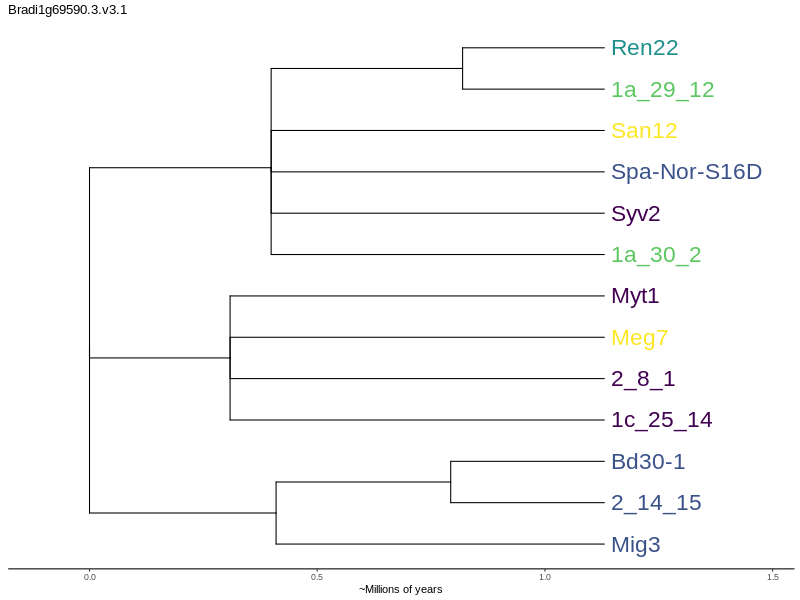 Bradi1g69590.3.v3.1
Ren22
1a_29_12
San12
Spa-Nor-S16D
Syv2
1a_30_2
Myt1
Meg7
2_8_1
1c_25_14
Bd30-1
2_14_15
Mig3
0.0 0.5 1.0 1.5
~Millions of years